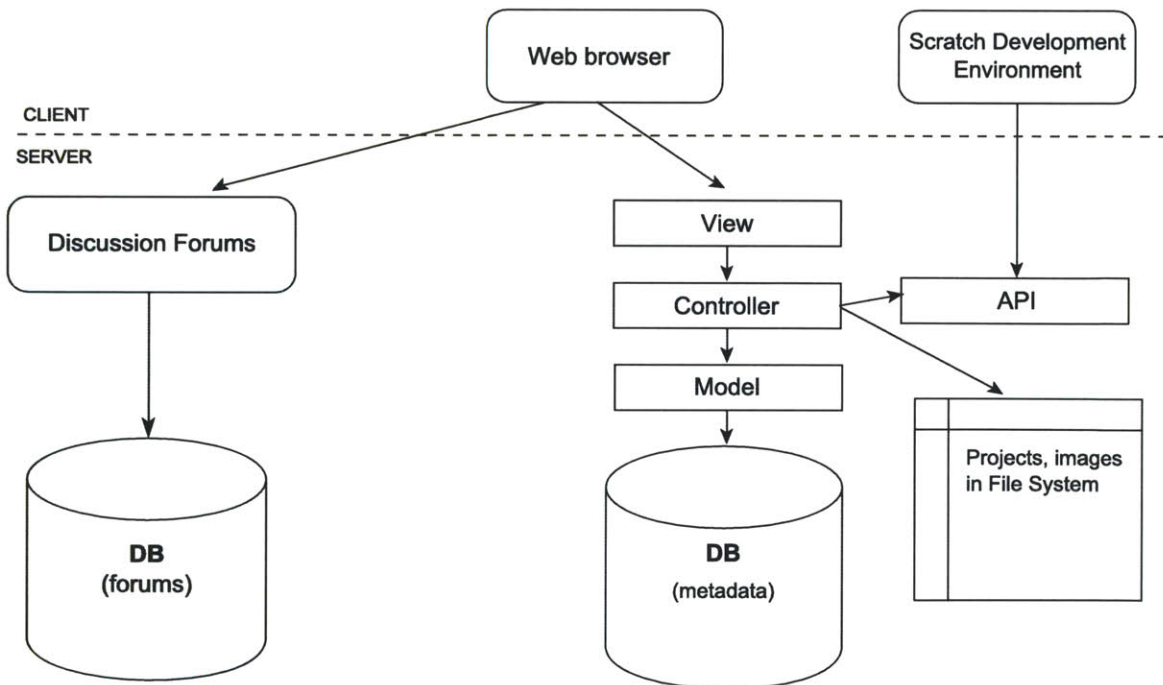 Web browser
Scratch Development
Environment
CLIENT
SERVER
Discussion Forums
View
Controller
API
Model
Projects, images
in File System
DB
(forums)
DB
(metadada)